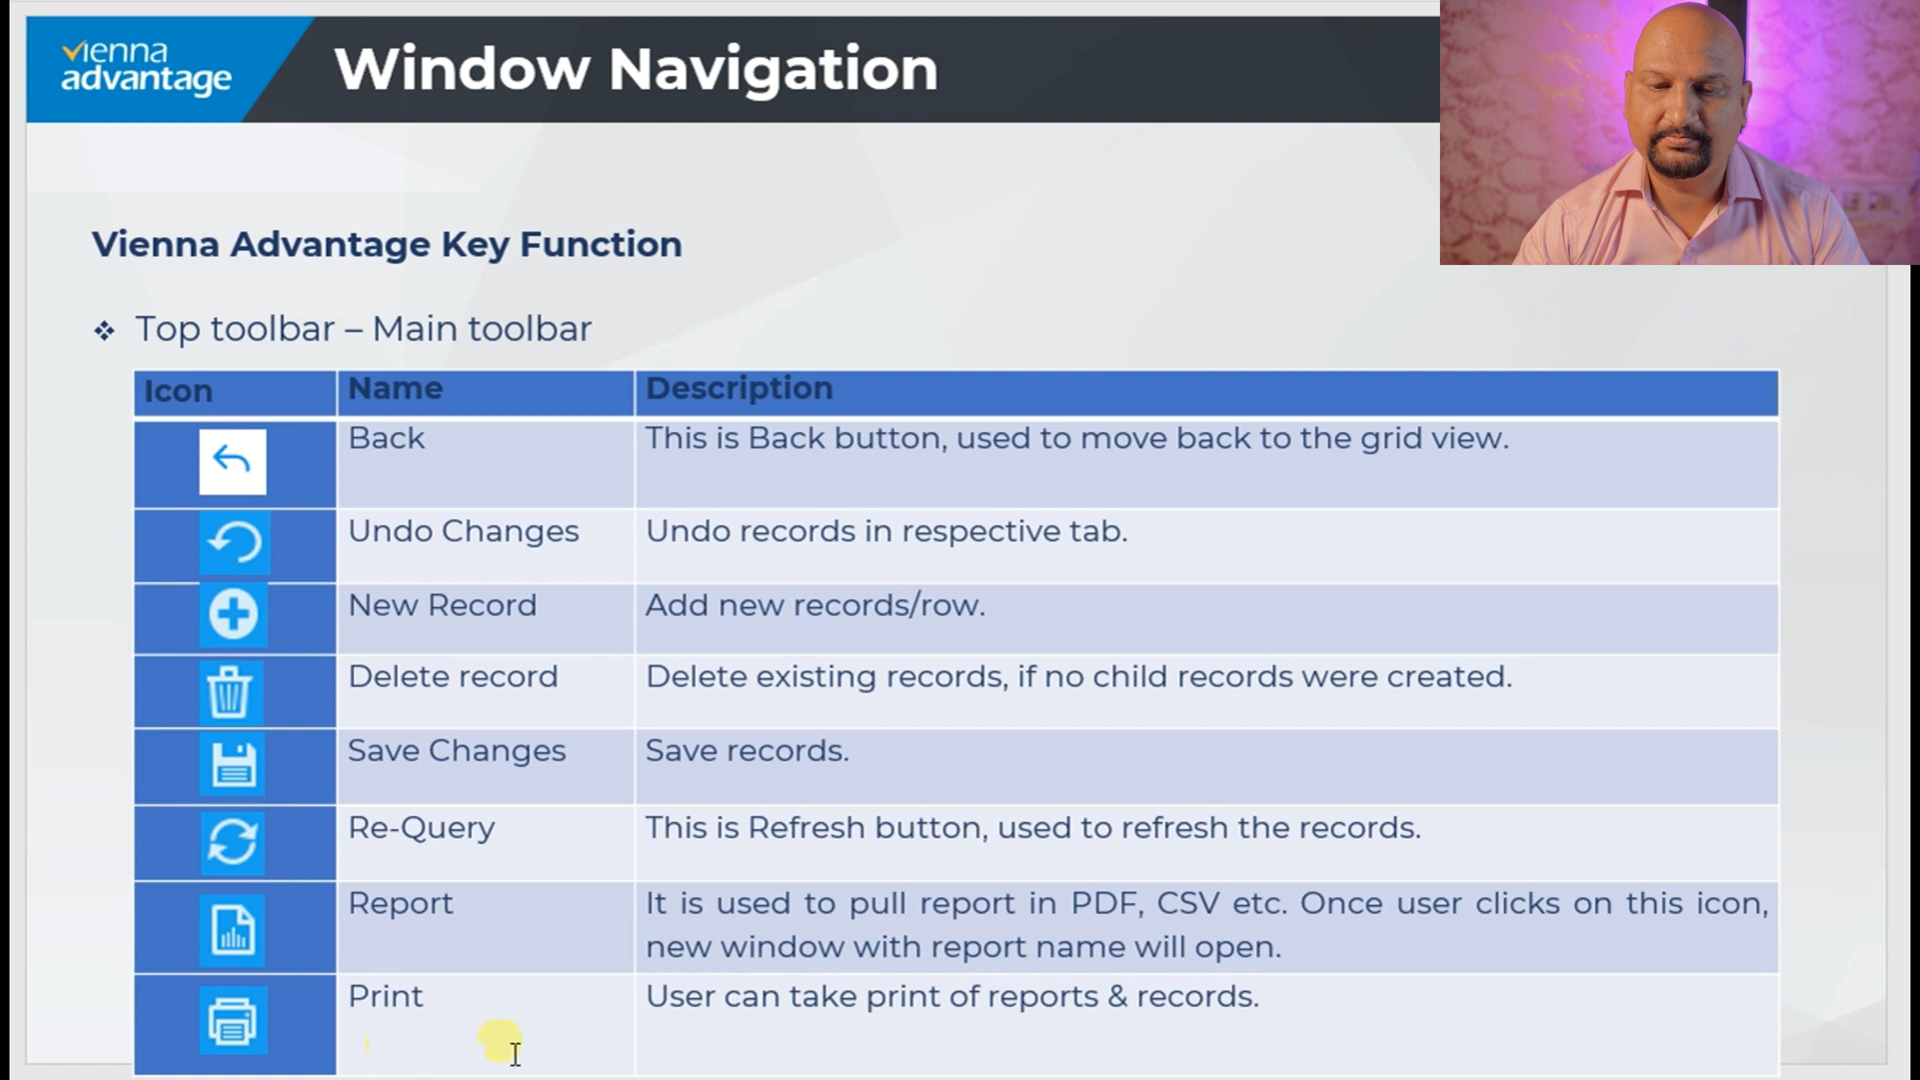 vienna
advantage
Window Navigation
Vienna Advantage Key Function
❖ Top toolbar – Main toolbar
Icon Name Description
Back This is Back button, used to move back to the grid view.
Undo Changes Undo records in respective tab.
New Record Add new records/row.
Delete record Delete existing records, if no child records were created.
Save Changes Save records.
Re-Query This is Refresh button, used to refresh the records.
Report It is used to pull report in PDF, CSV etc. Once user clicks on this icon,
new window with report name will open.
Print User can take print of reports & records.